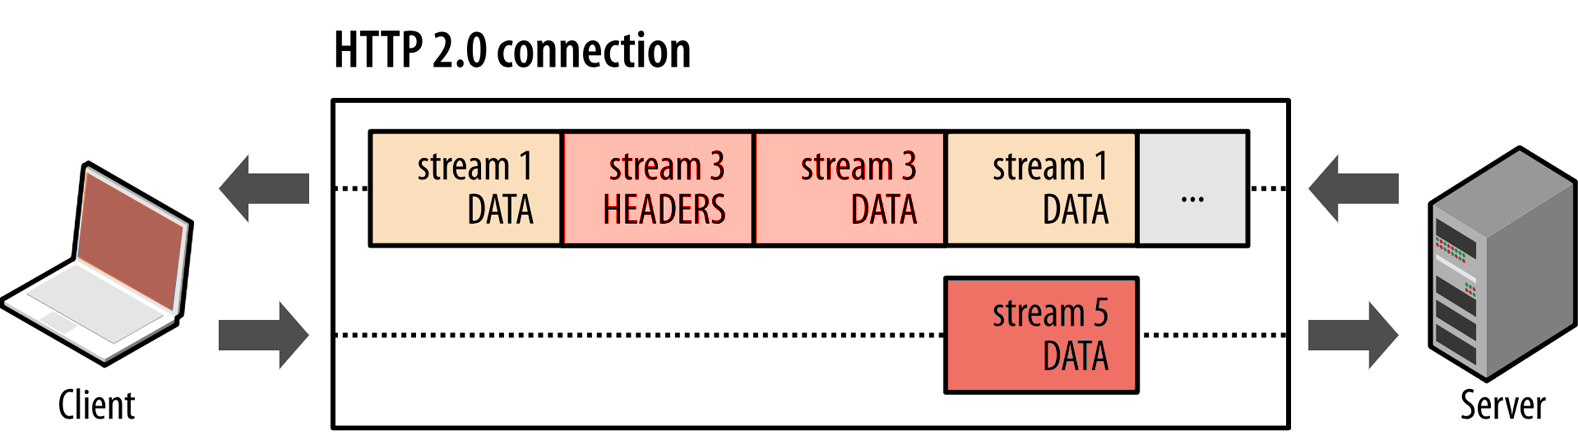 HTTP 2.0 connection
stream 1
DATA
stream 3
HEADERS
stream 3
DATA
stream 1
DATA
...
stream 5
DATA
Client
Server